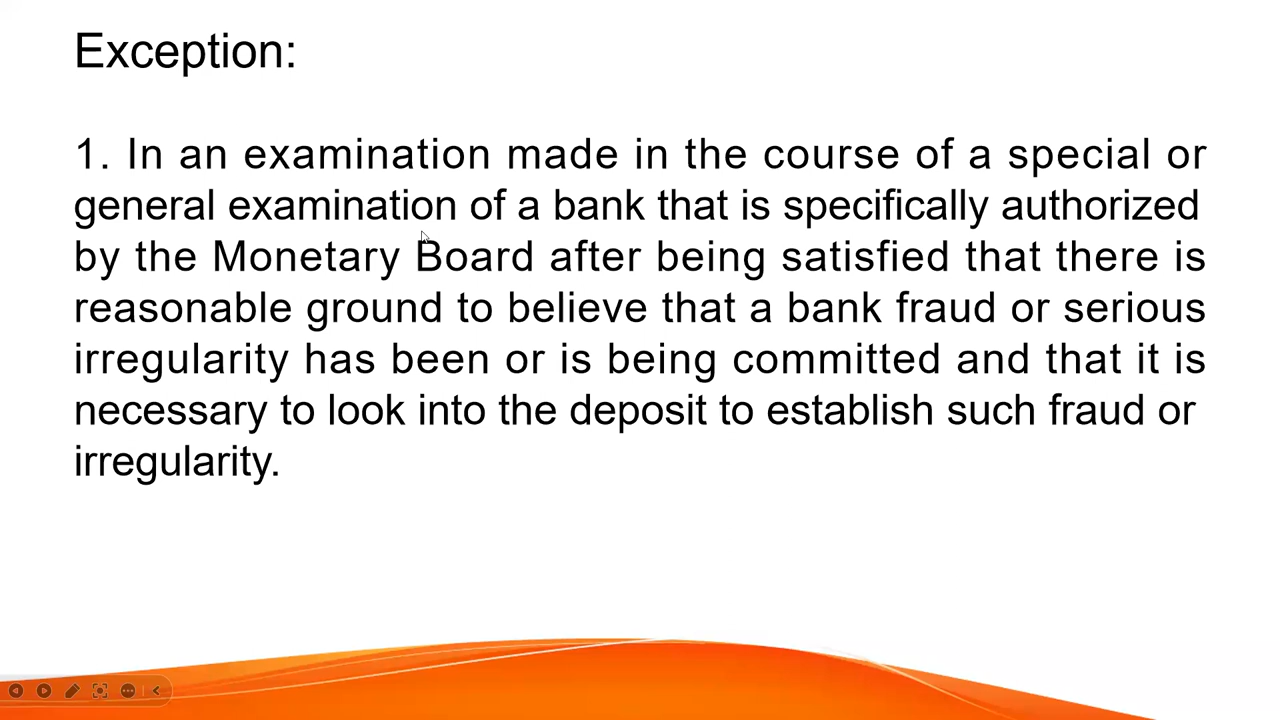 Exception:
1. In an examination made in the course of a special or
general examination of a bank that is specifically authorized
by the Monetary Board after being satisfied that there is
reasonable ground to believe that a bank fraud or serious
irregularity has been or is being committed and that it is
necessary to look into the deposit to establish such fraud or
irregularity.